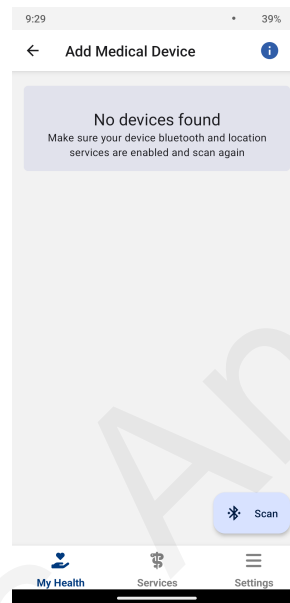 9:29 39%
Add Medical Device
No devices found
Make sure your device bluetooth and location
services are enabled and scan again
Scan
My Health Services Settings